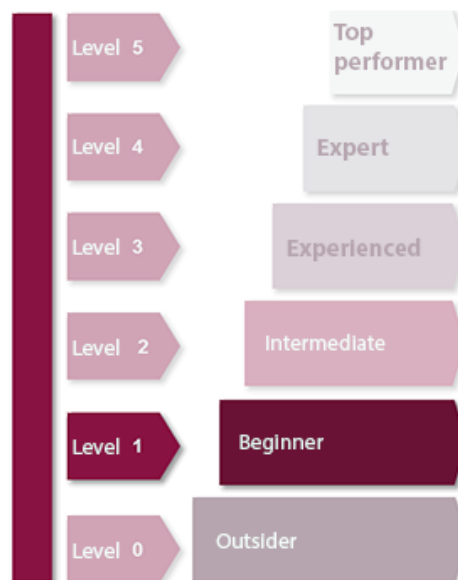 Level 5
Top
performer
Level 4
Expert
Level 3
Experienced
Level 2
Intermediate
Level 1
Beginner
Level 0
Outsider